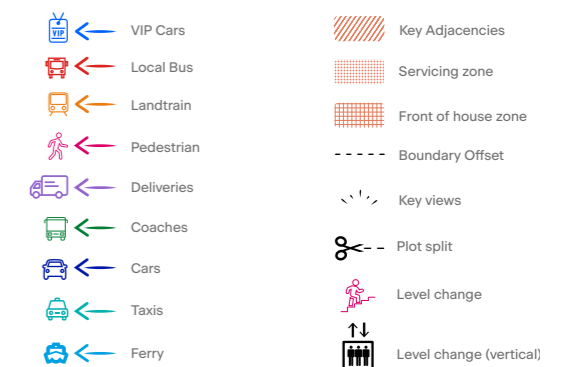 VIP
VIP Cars
Local Bus
Landtrain
Pedestrian
Deliveries
Coaches
Cars
Taxis
Ferry
Key Adjacencies
Servicing zone
Front of house zone
Boundary Offset
Key views
Plot split
Level change
Level change (vertical)